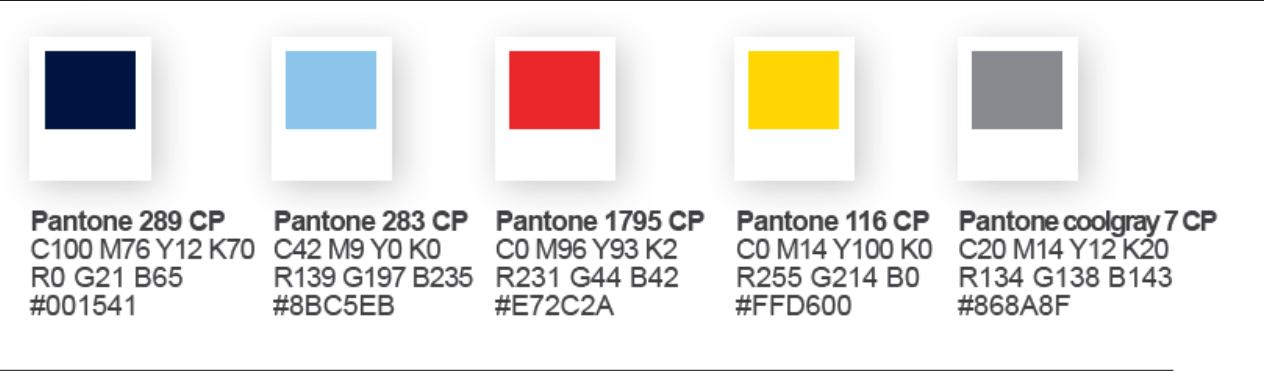 Pantone 289 CP
C100 M76 Y12 K70
R0 G21 B65
#001541
Pantone 283 CP
C42 M9 Y0 K0
R139 G197 B235
#8BC5EB
Pantone 1795 CP
C0 M96 Y93 K2
R231 G44 B42
#E72C2A
Pantone 116 CP
C0 M14 Y100 K0
R255 G214 B0
#FFD600
Pantone coolgray 7 CP
C20 M14 Y12 K20
R134 G138 B143
#868A8F